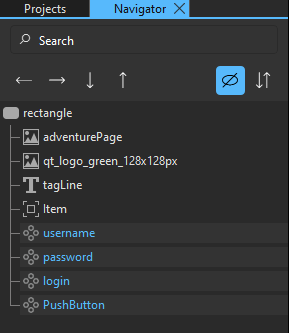 Projects
Navigator
Search
rectangle
adventurePage
qt_logo_green_128x128px
tagLine
Item
username
password
login
PushButton